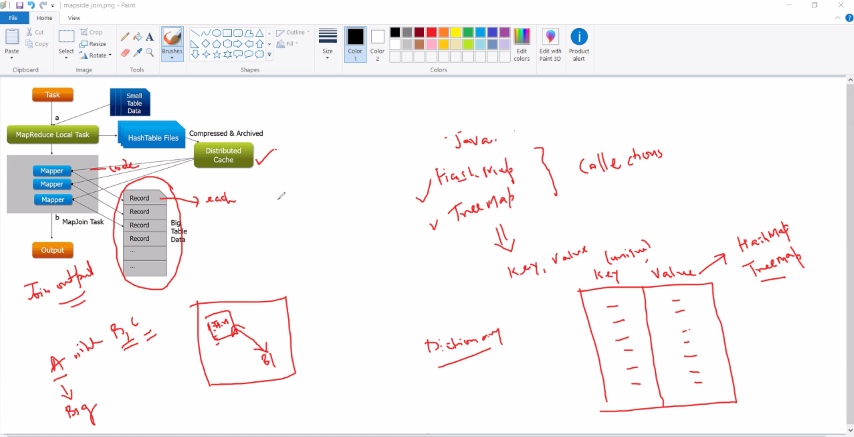 mapside join.png - Paint
File
Home
View
Paste
Cut
Copy
Clipboard
Select
Crop
Resize
Rotate
Image
Tools
Brushes
Shapes
Outline
Fill
Size
Color 1
Color 2
Colors
Edit colors
Edit with Paint 3D
Product alert
Task
a
Small Table Data
MapReduce Local Task
HashTable Files
Compressed & Archived
Distributed Cache
Mapper
Mapper
Mapper
code
Record
Record
Record
Record
...
...
each
Big Table Data
b
MapJoin Task
Output
Join output
A with B, C
Big
B1
Java
HashMap
TreeMap
Collections
Key, Value
(unique)
Key
Value
HashMap
TreeMap
Dictionary